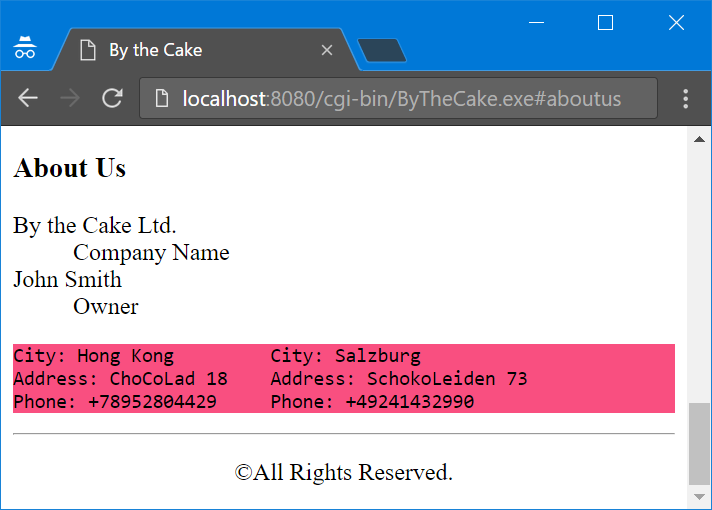 By the Cake
localhost:8080/cgi-bin/ByTheCake.exe#aboutus
About Us
By the Cake Ltd.
Company Name
John Smith
Owner
City: Hong Kong City: Salzburg
Address: ChoCoLad 18 Address: SchokoLeiden 73
Phone: +78952804429 Phone: +49241432990
©All Rights Reserved.